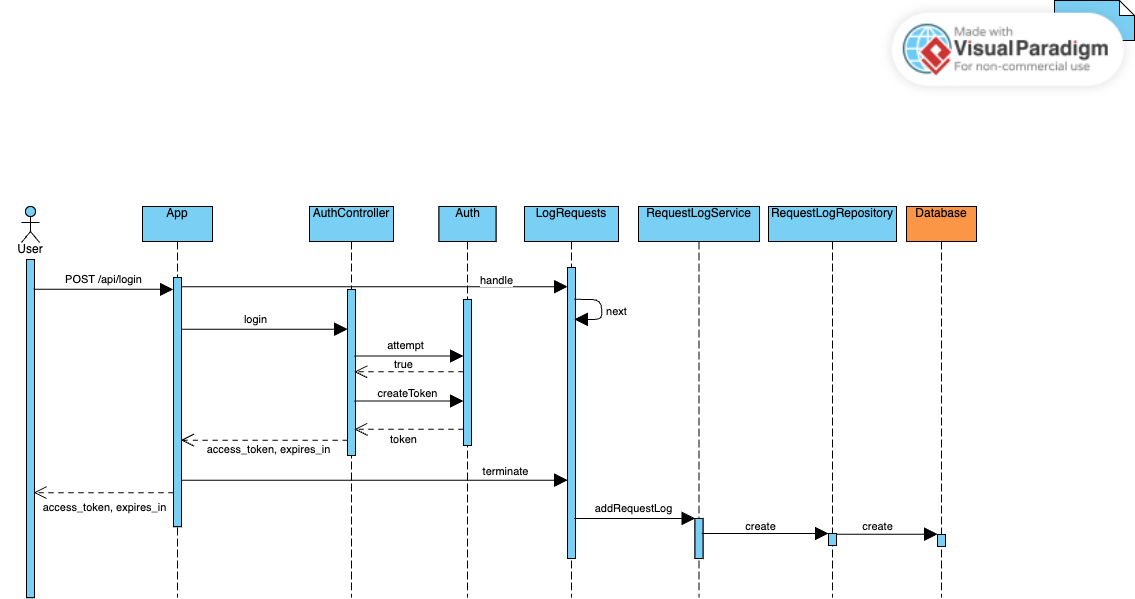 Made with
Visual Paradigm
For non-commercial use
User
App
AuthController
Auth
LogRequests
RequestLogService
RequestLogRepository
Database
POST /api/login
handle
next
login
attempt
true
createToken
token
access_token, expires_in
terminate
access_token, expires_in
addRequestLog
create
create